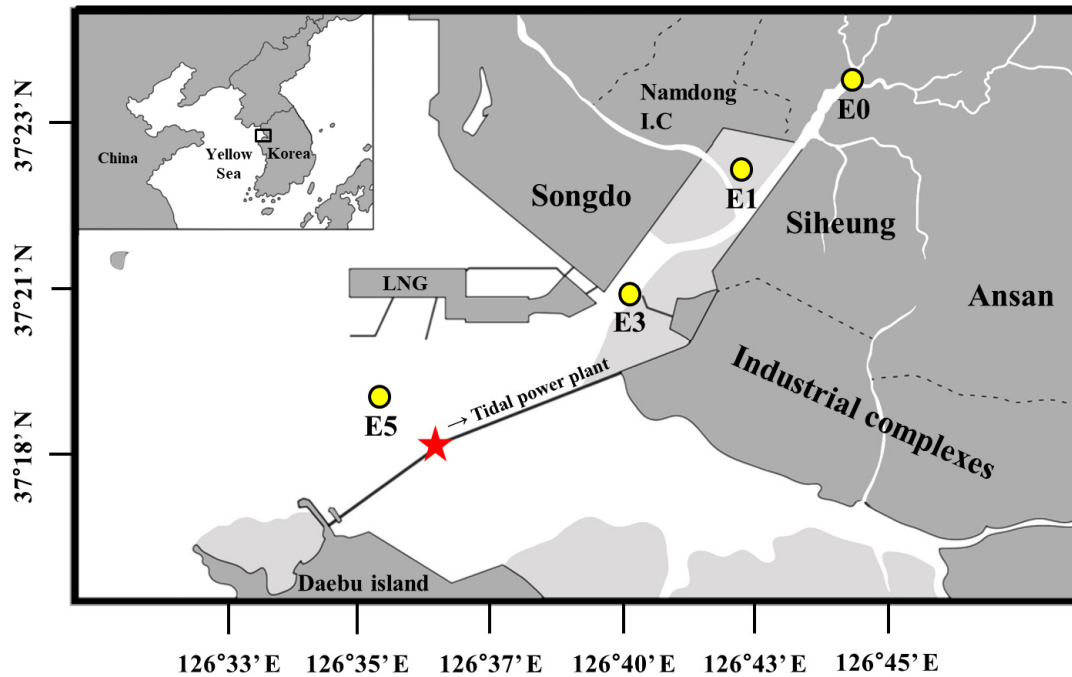 China
Yellow
Sea
Korea
Namdong
I.C
E0
E1
Songdo
Siheung
LNG
E3
Ansan
→ Tidal power plant
Industrial complexes
E5
Daebu island
37°23’ N
37°21’ N
37°18’ N
126°33’ E
126°35’ E
126°37’ E
126°40’ E
126°43’ E
126°45’ E